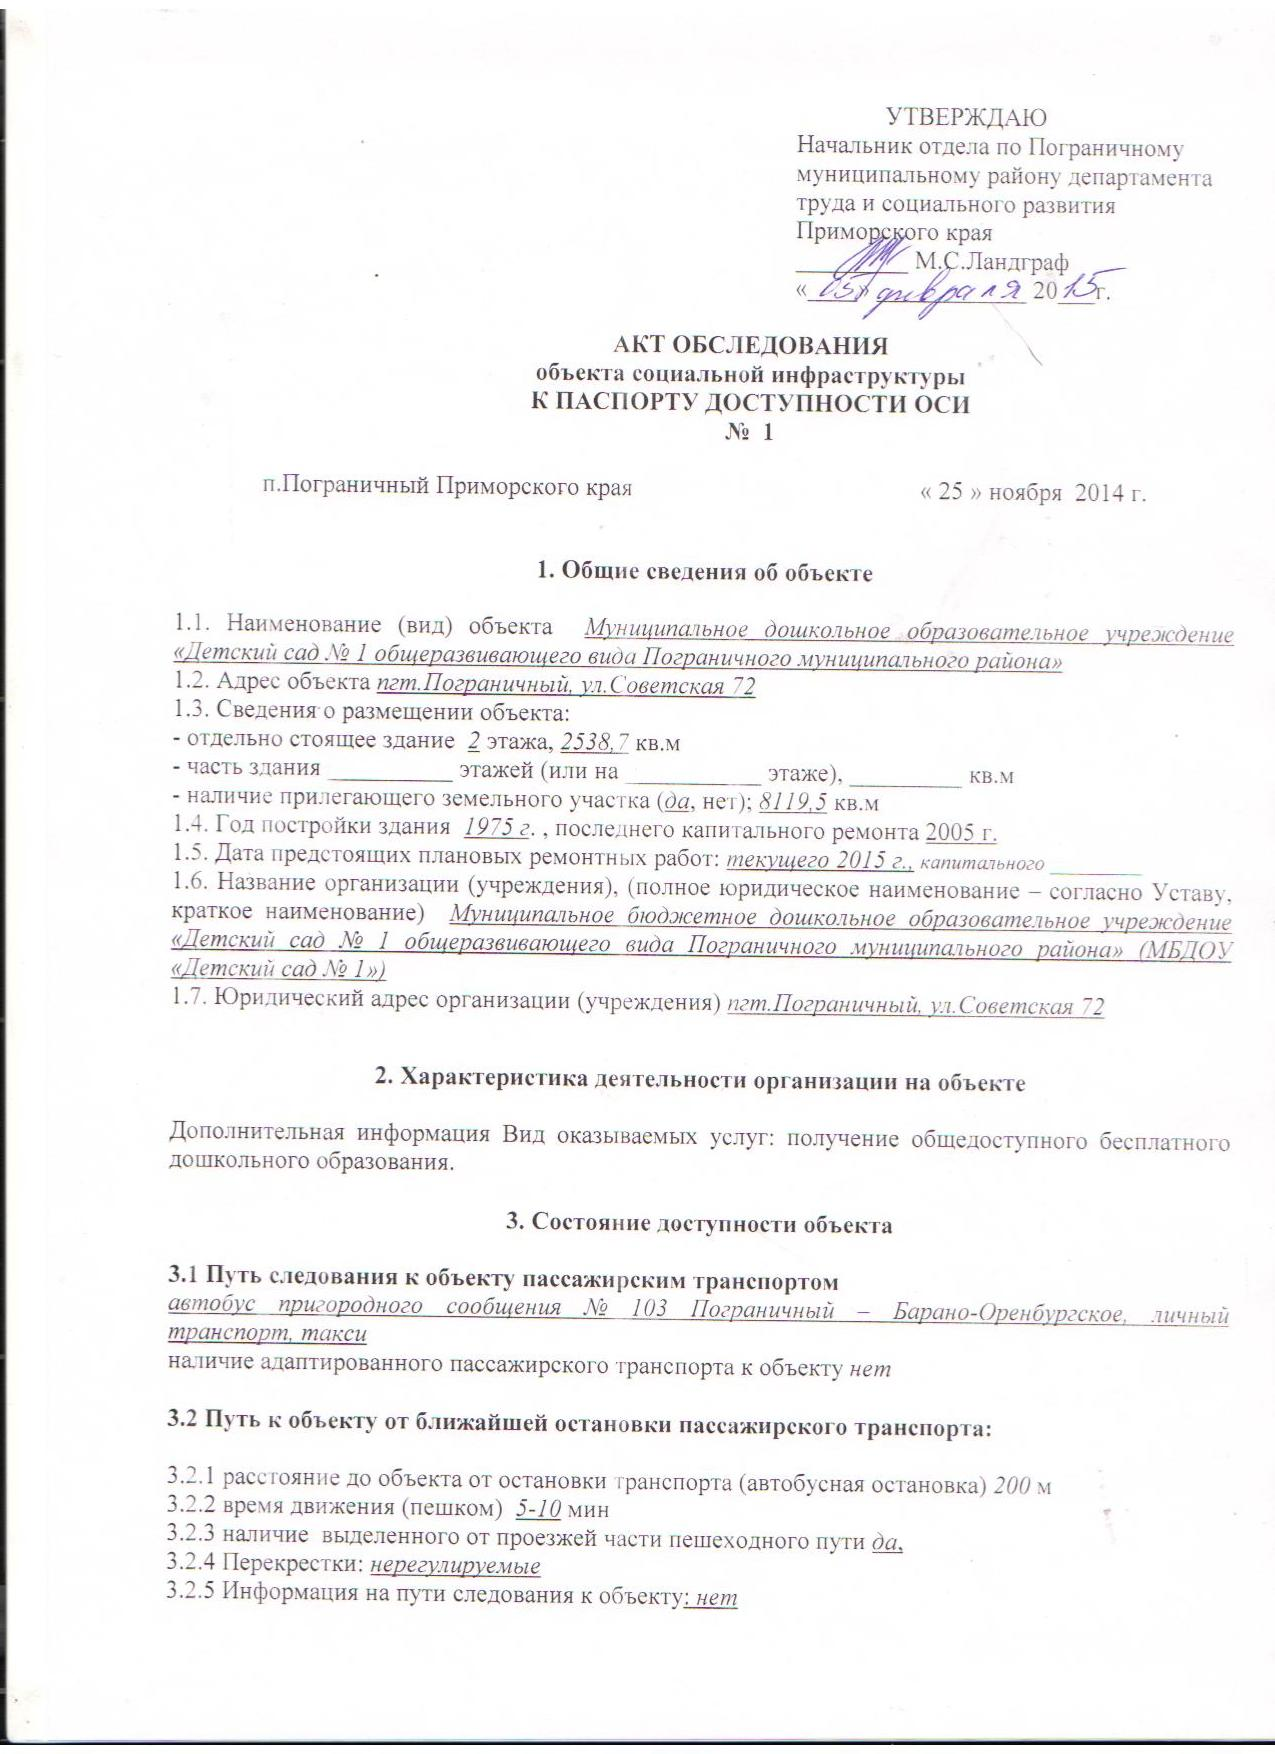 УТВЕРЖДАЮ
Начальник отдела по Пограничному
муниципальному району департамента
труда и социального развития
Приморского края
_________ М.С.Ландграф
« 05 » февраля 2015г.
АКТ ОБСЛЕДОВАНИЯ
объекта социальной инфраструктуры
К ПАСПОРТУ ДОСТУПНОСТИ ОСИ
№ 1
п.Пограничный Приморского края « 25 » ноября 2014 г.
1. Общие сведения об объекте
1.1. Наименование (вид) объекта Муниципальное дошкольное образовательное учреждение
«Детский сад № 1 общеразвивающего вида Пограничного муниципального района»
1.2. Адрес объекта пгт.Пограничный, ул.Советская 72
1.3. Сведения о размещении объекта:
- отдельно стоящее здание 2 этажа, 2538,7 кв.м
- часть здания __________ этажей (или на ___________ этаже), _________ кв.м
- наличие прилегающего земельного участка (да, нет); 8119,5 кв.м
1.4. Год постройки здания 1975 г. , последнего капитального ремонта 2005 г.
1.5. Дата предстоящих плановых ремонтных работ: текущего 2015 г., капитального ________
1.6. Название организации (учреждения), (полное юридическое наименование – согласно Уставу,
краткое наименование) Муниципальное бюджетное дошкольное образовательное учреждение
«Детский сад № 1 общеразвивающего вида Пограничного муниципального района» (МБДОУ
«Детский сад № 1»)
1.7. Юридический адрес организации (учреждения) пгт.Пограничный, ул.Советская 72
2. Характеристика деятельности организации на объекте
Дополнительная информация Вид оказываемых услуг: получение общедоступного бесплатного
дошкольного образования.
3. Состояние доступности объекта
3.1 Путь следования к объекту пассажирским транспортом
автобус пригородного сообщения № 103 Пограничный – Барано-Оренбургское, личный
транспорт, такси
наличие адаптированного пассажирского транспорта к объекту нет
3.2 Путь к объекту от ближайшей остановки пассажирского транспорта:
3.2.1 расстояние до объекта от остановки транспорта (автобусная остановка) 200 м
3.2.2 время движения (пешком) 5-10 мин
3.2.3 наличие выделенного от проезжей части пешеходного пути да,
3.2.4 Перекрестки: нерегулируемые
3.2.5 Информация на пути следования к объекту: нет